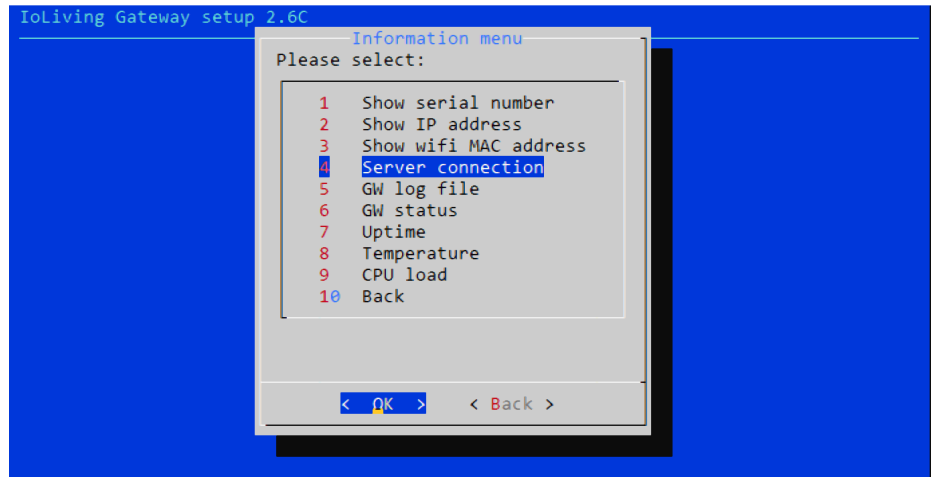 IoLiving Gateway setup 2.6C
Information menu
Please select:
1 Show serial number
2 Show IP address
3 Show wifi MAC address
4 Server connection
5 GW log file
6 GW status
7 Uptime
8 Temperature
9 CPU load
10 Back
< OK > < Back >